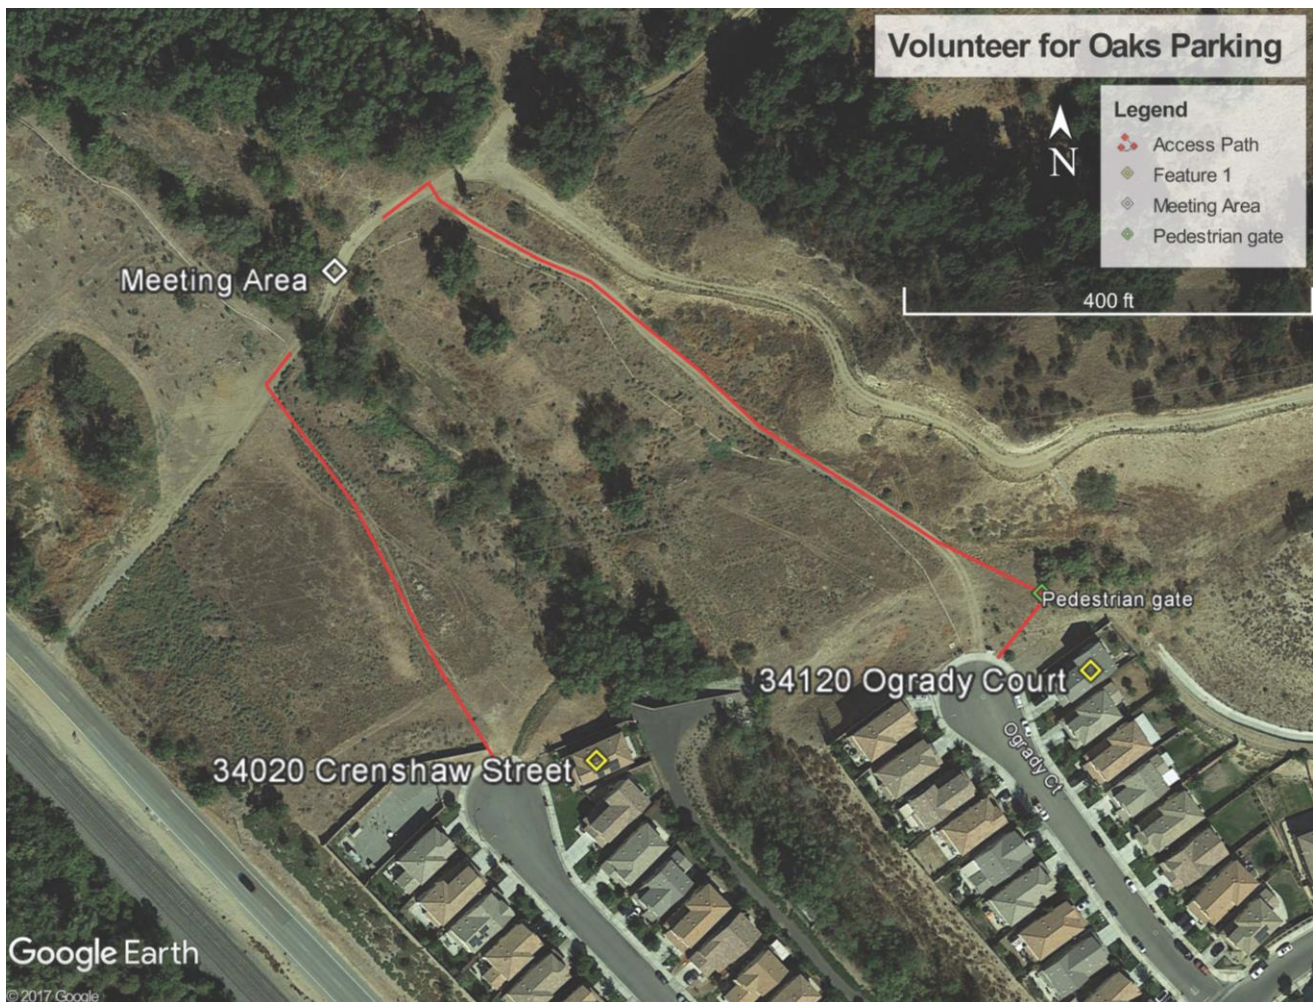 Volunteer for Oaks Parking
Legend
Access Path
Feature 1
Meeting Area
Pedestrian gate
N
400 ft
Meeting Area
Pedestrian gate
34120 Ogrady Court
Ogrady Ct
34020 Crenshaw Street
Google Earth
© 2017 Google